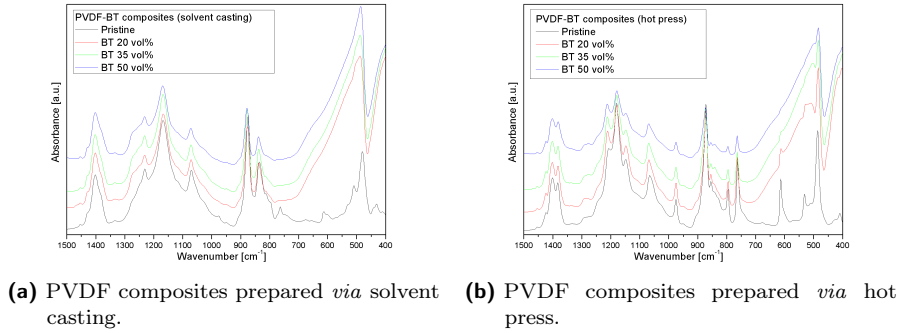 PVDF-BT composites (solvent casting)
Pristine
BT 20 vol%
BT 35 vol%
BT 50 vol%
Absorbance [a.u.]
1500 1400 1300 1200 1100 1000 900 800 700 600 500 400
Wavenumber [cm⁻¹]
(a) PVDF composites prepared via solvent
casting.
PVDF-BT composites (hot press)
Pristine
BT 20 vol%
BT 35 vol%
BT 50 vol%
Absorbance [a.u.]
1500 1400 1300 1200 1100 1000 900 800 700 600 500 400
Wavenumber [cm⁻¹]
(b) PVDF composites prepared via hot
press.